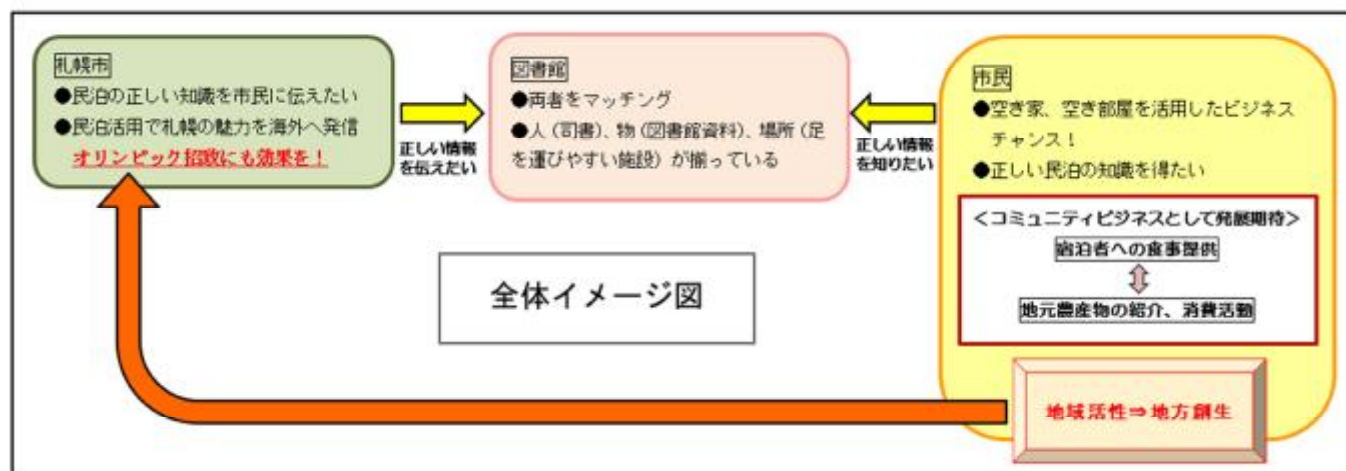 札幌市
●民泊の正しい知識を市民に伝えたい
●民泊活用で札幌の魅力を海外へ発信
オリンピック招致にも効果を！
正しい情報
を伝えたい
図書館
●両者をマッチング
●人（司書）、物（図書館資料）、場所（足
を運びやすい施設）が揃っている
正しい情報
を知りたい
市民
●空き家、空き部屋を活用したビジネス
チャンス！
●正しい民泊の知識を得たい
＜コミュニティビジネスとして発展期待＞
宿泊者への食事提供
地元農産物の紹介、消費活動
地域活性⇒地方創生
全体イメージ図